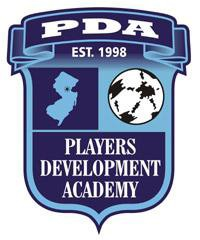 PDA
EST. 1998
PLAYERS
DEVELOPMENT
ACADEMY